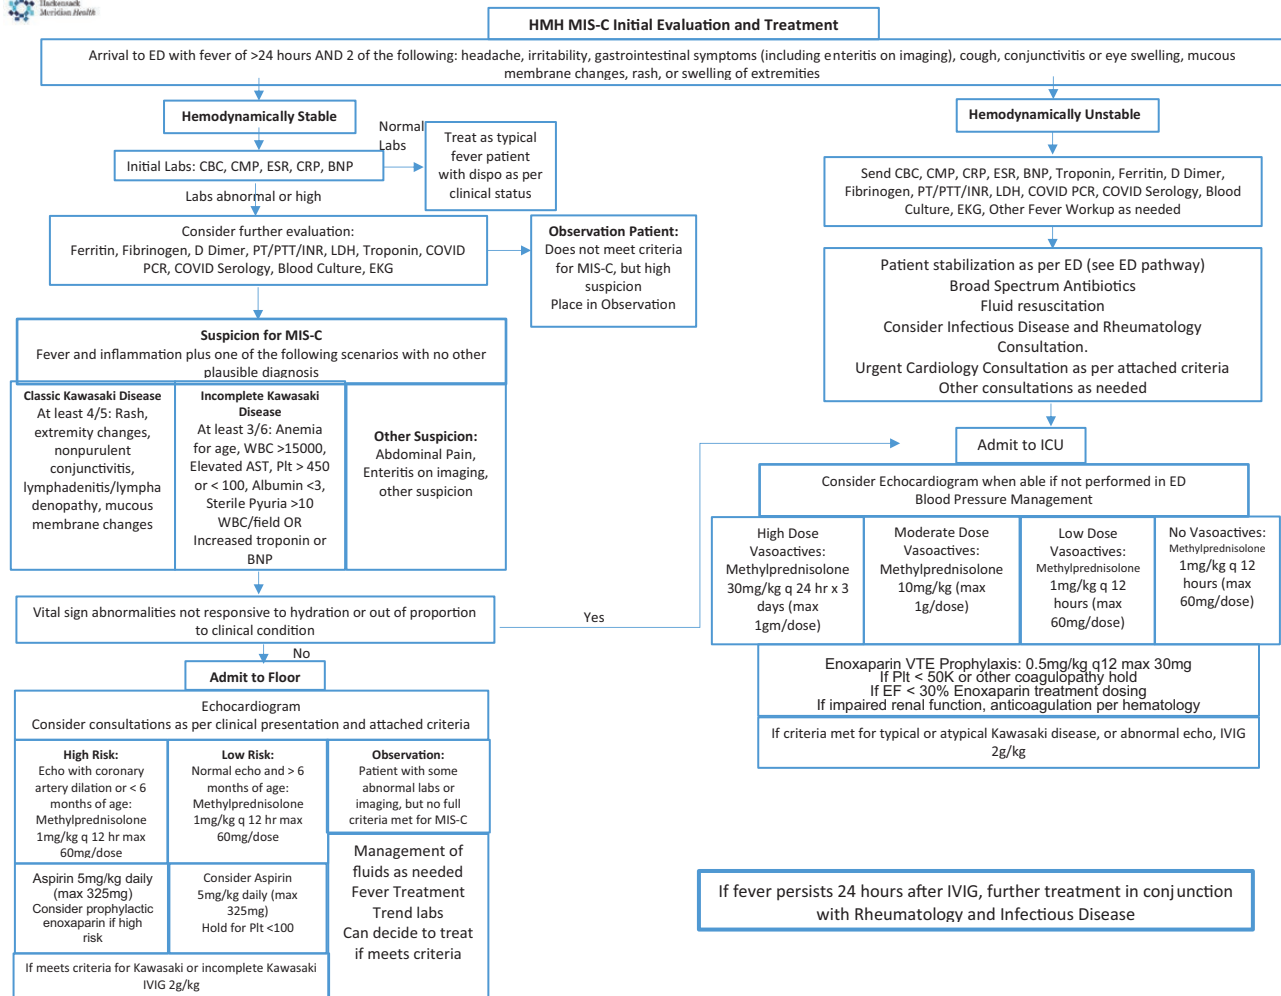 Hackensack
Meridian Health
HMH MIS-C Initial Evaluation and Treatment
Arrival to ED with fever of >24 hours AND 2 of the following: headache, irritability, gastrointestinal symptoms (including enteritis on imaging), cough, conjunctivitis or eye swelling, mucous
membrane changes, rash, or swelling of extremities
Hemodynamically Stable
Normal
Labs
Initial Labs: CBC, CMP, ESR, CRP, BNP
Treat as typical
fever patient
with dispo as per
clinical status
Labs abnormal or high
Consider further evaluation:
Ferritin, Fibrinogen, D Dimer, PT/PTT/INR, LDH, Troponin, COVID
PCR, COVID Serology, Blood Culture, EKG
Observation Patient:
Does not meet criteria
for MIS-C, but high
suspicion
Place in Observation
Suspicion for MIS-C
Fever and inflammation plus one of the following scenarios with no other
plausible diagnosis
Classic Kawasaki Disease
At least 4/5: Rash,
extremity changes,
nonpurulent
conjunctivitis,
lymphadenitis/lympha
denopathy, mucous
membrane changes
Incomplete Kawasaki
Disease
At least 3/6: Anemia
for age, WBC >15000,
Elevated AST, Plt > 450
or < 100, Albumin <3,
Sterile Pyuria >10
WBC/field OR
Increased troponin or
BNP
Other Suspicion:
Abdominal Pain,
Enteritis on imaging,
other suspicion
Vital sign abnormalities not responsive to hydration or out of proportion
to clinical condition
Yes
No
Admit to Floor
Echocardiogram
Consider consultations as per clinical presentation and attached criteria
High Risk:
Echo with coronary
artery dilation or < 6
months of age:
Methylprednisolone
1mg/kg q 12 hr max
60mg/dose
Low Risk:
Normal echo and > 6
months of age:
Methylprednisolone
1mg/kg q 12 hr max
60mg/dose
Observation:
Patient with some
abnormal labs or
imaging, but no full
criteria met for MIS-C
Aspirin 5mg/kg daily
(max 325mg)
Consider prophylactic
enoxaparin if high
risk
Consider Aspirin
5mg/kg daily (max
325mg)
Hold for Plt <100
Management of
fluids as needed
Fever Treatment
Trend labs
Can decide to treat
if meets criteria
If meets criteria for Kawasaki or incomplete Kawasaki
IVIG 2g/kg
Hemodynamically Unstable
Send CBC, CMP, CRP, ESR, BNP, Troponin, Ferritin, D Dimer,
Fibrinogen, PT/PTT/INR, LDH, COVID PCR, COVID Serology, Blood
Culture, EKG, Other Fever Workup as needed
Patient stabilization as per ED (see ED pathway)
Broad Spectrum Antibiotics
Fluid resuscitation
Consider Infectious Disease and Rheumatology
Consultation.
Urgent Cardiology Consultation as per attached criteria
Other consultations as needed
Admit to ICU
Consider Echocardiogram when able if not performed in ED
Blood Pressure Management
High Dose
Vasoactives:
Methylprednisolone
30mg/kg q 24 hr x 3
days (max
1gm/dose)
Moderate Dose
Vasoactives:
Methylprednisolone
10mg/kg (max
1g/dose)
Low Dose
Vasoactives:
Methylprednisolone
1mg/kg q 12
hours (max
60mg/dose)
No Vasoactives:
Methylprednisolone
1mg/kg q 12
hours (max
60mg/dose)
Enoxaparin VTE Prophylaxis: 0.5mg/kg q12 max 30mg
If Plt < 50K or other coagulopathy hold
If EF < 30% Enoxaparin treatment dosing
If impaired renal function, anticoagulation per hematology
If criteria met for typical or atypical Kawasaki disease, or abnormal echo, IVIG
2g/kg
If fever persists 24 hours after IVIG, further treatment in conjunction
with Rheumatology and Infectious Disease